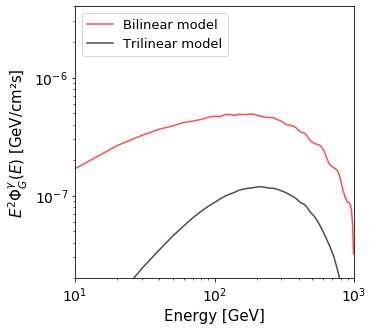 Bilinear model
Trilinear model
E²Φ_G^γ(E) [GeV/cm²s]
10⁻⁶
10⁻⁷
10¹ 10² 10³
Energy [GeV]